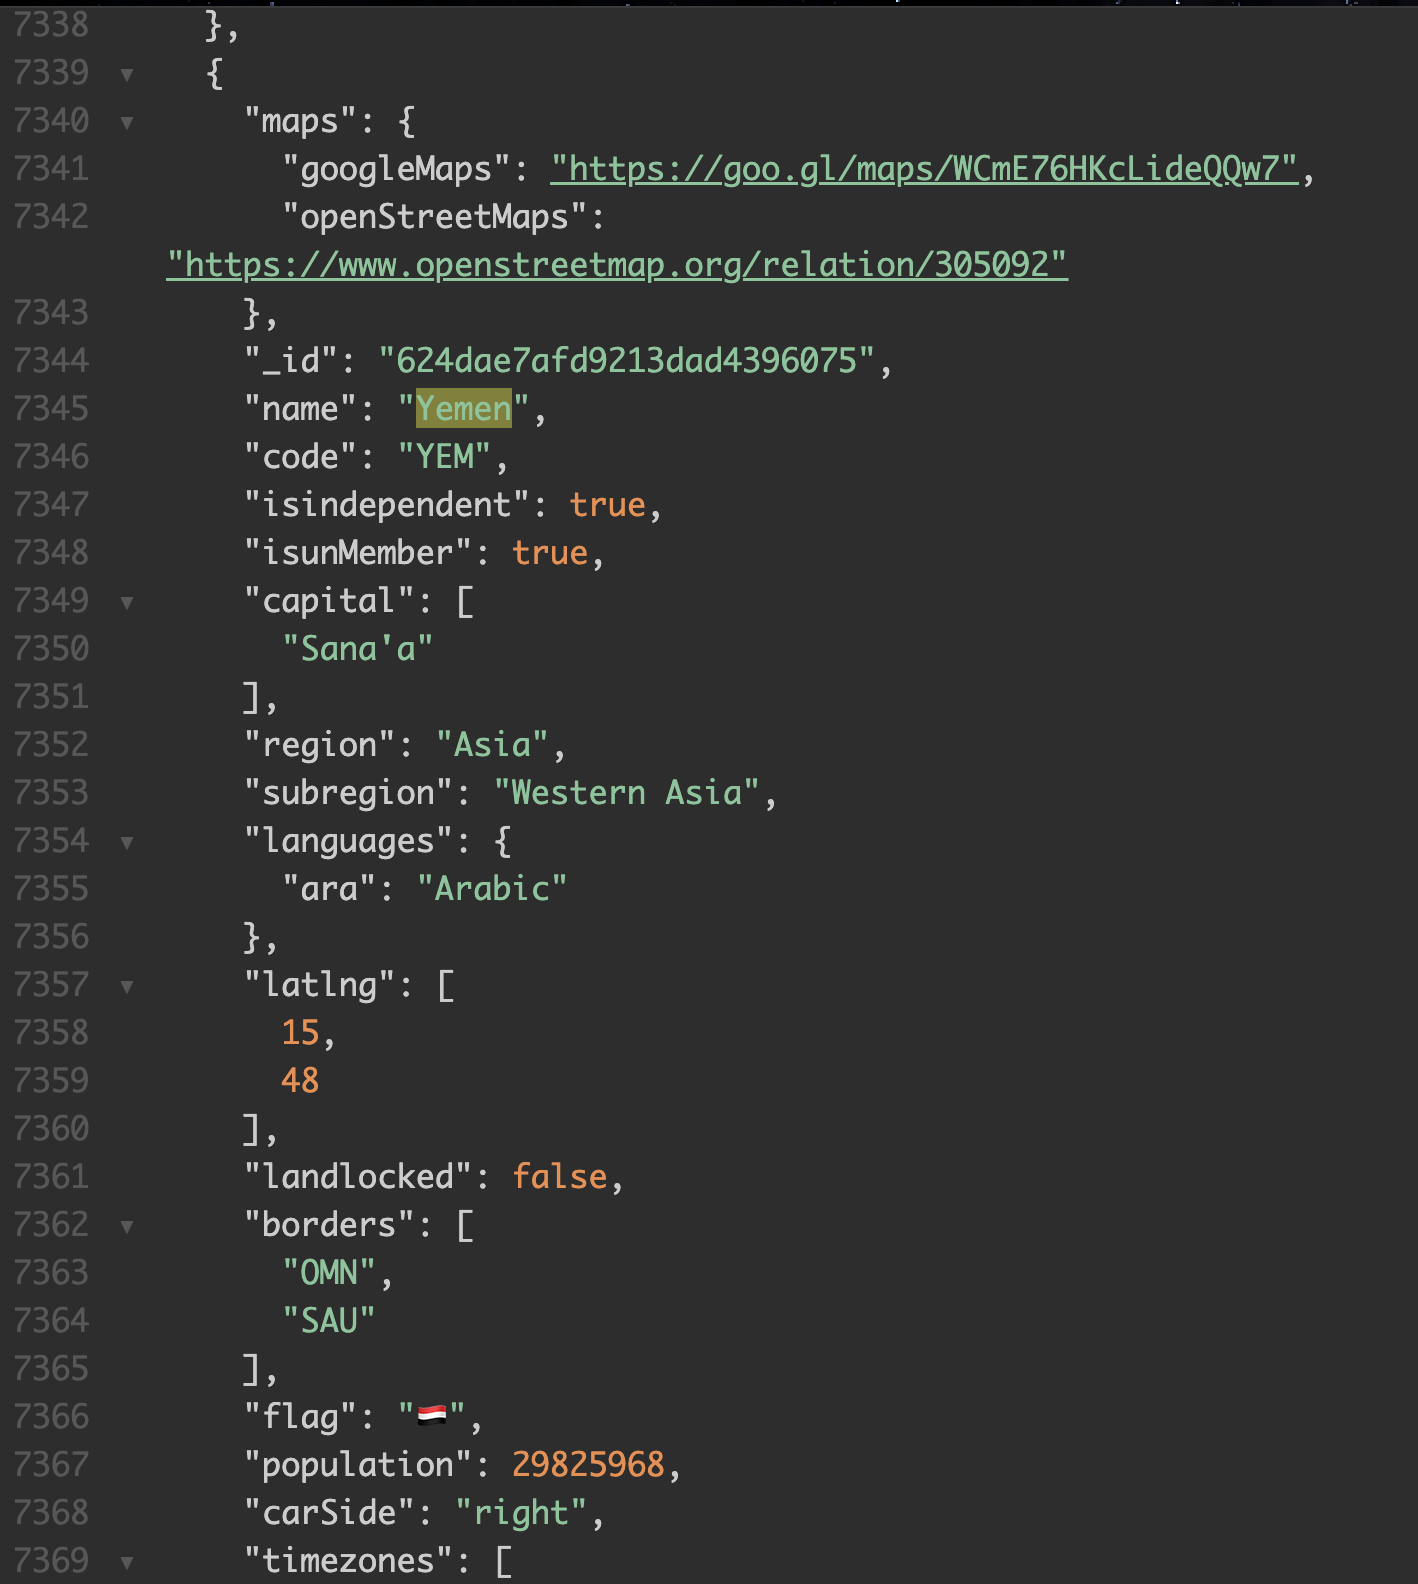 7338 },
7339 ▼ {
7340 ▼ "maps": {
7341 "googleMaps": "https://goo.gl/maps/WCmE76HKcLideQQw7",
7342 "openStreetMaps":
"https://www.openstreetmap.org/relation/305092"
7343 },
7344 "_id": "624dae7afd9213dad4396075",
7345 "name": "Yemen",
7346 "code": "YEM",
7347 "isindependent": true,
7348 "isunMember": true,
7349 ▼ "capital": [
7350 "Sana'a"
7351 ],
7352 "region": "Asia",
7353 "subregion": "Western Asia",
7354 ▼ "languages": {
7355 "ara": "Arabic"
7356 },
7357 ▼ "latlng": [
7358 15,
7359 48
7360 ],
7361 "landlocked": false,
7362 ▼ "borders": [
7363 "OMN",
7364 "SAU"
7365 ],
7366 "flag": "🇾🇪",
7367 "population": 29825968,
7368 "carSide": "right",
7369 ▼ "timezones": [